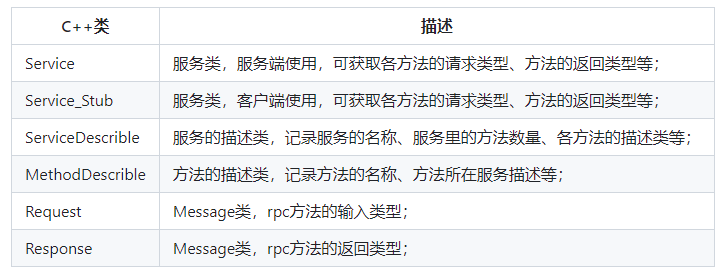 C++类 描述
Service 服务类，服务端使用，可获取各方法的请求类型、方法的返回类型等；
Service_Stub 服务类，客户端使用，可获取各方法的请求类型、方法的返回类型等；
ServiceDescrible 服务的描述类，记录服务的名称、服务里的方法数量、各方法的描述类等；
MethodDescrible 方法的描述类，记录方法的名称、方法所在服务描述等；
Request Message类，rpc方法的输入类型；
Response Message类，rpc方法的返回类型；